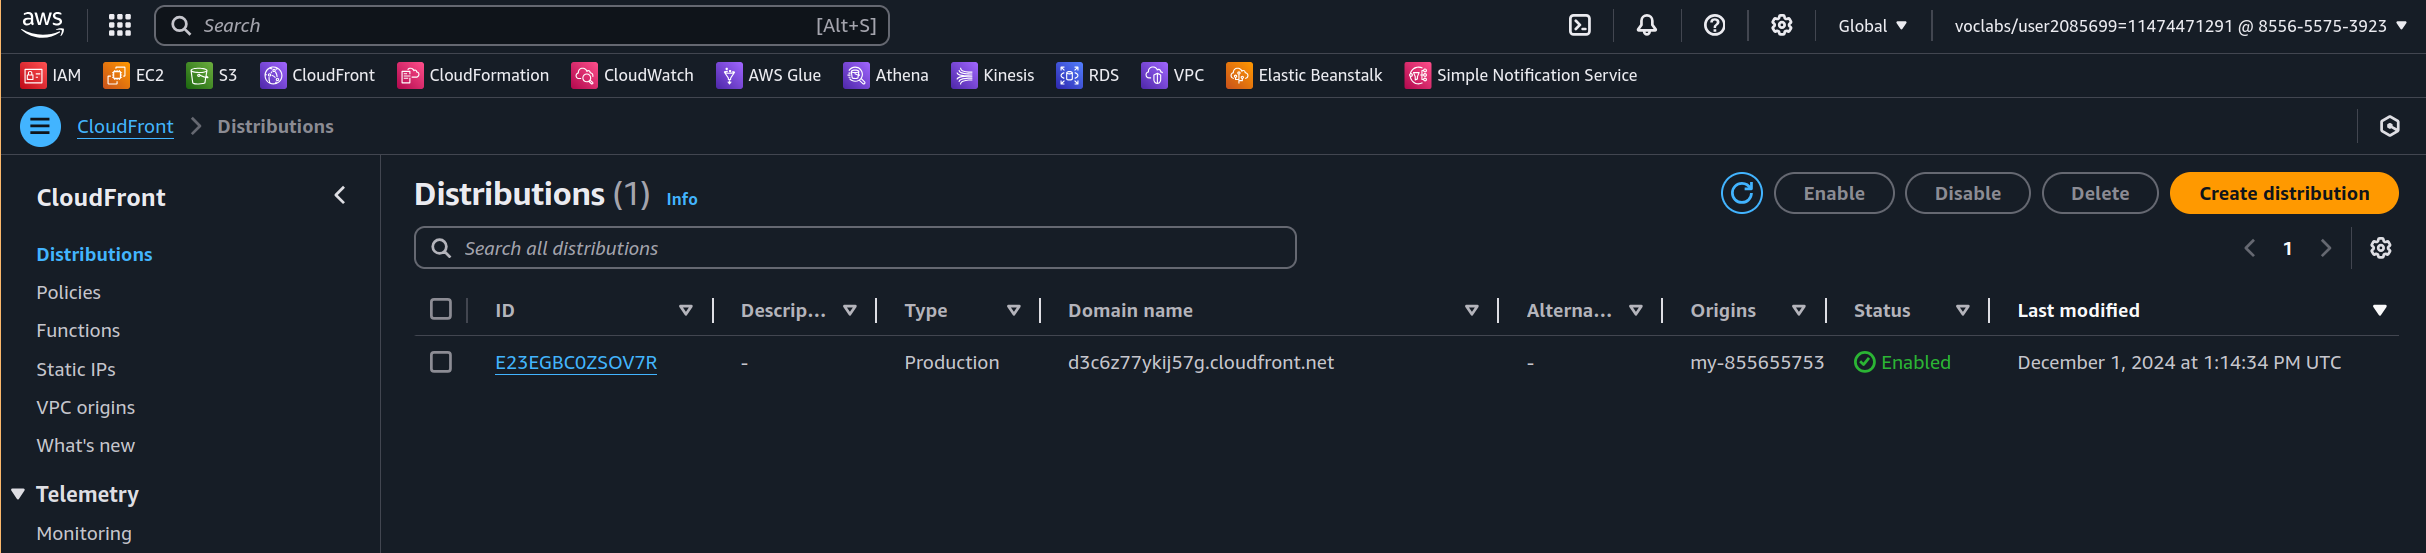 aws Search [Alt+S] Global voclabs/user2085699=11474471291 @ 8556-5575-3923
IAM EC2 S3 CloudFront CloudFormation CloudWatch AWS Glue Athena Kinesis RDS VPC Elastic Beanstalk Simple Notification Service
CloudFront Distributions
CloudFront
Distributions
Policies
Functions
Static IPs
VPC origins
What's new
Telemetry
Monitoring
Distributions (1) Info Enable Disable Delete Create distribution
Search all distributions 1
ID Descrip... Type Domain name Alterna... Origins Status Last modified
E23EGBC0ZSOV7R - Production d3c6z77ykij57g.cloudfront.net - my-855655753 Enabled December 1, 2024 at 1:14:34 PM UTC